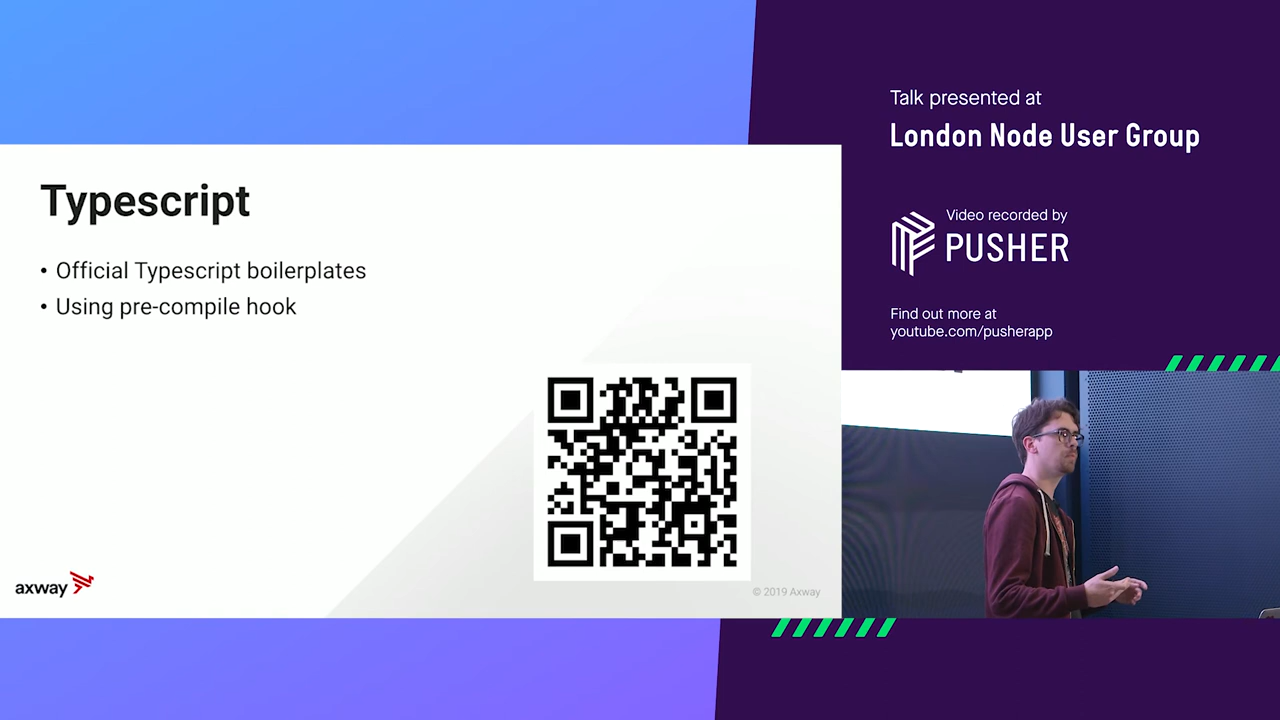 Typescript
• Official Typescript boilerplates
• Using pre-compile hook
axway
© 2019 Axway
Talk presented at
London Node User Group
Video recorded by
PUSHER
Find out more at
youtube.com/pusherapp